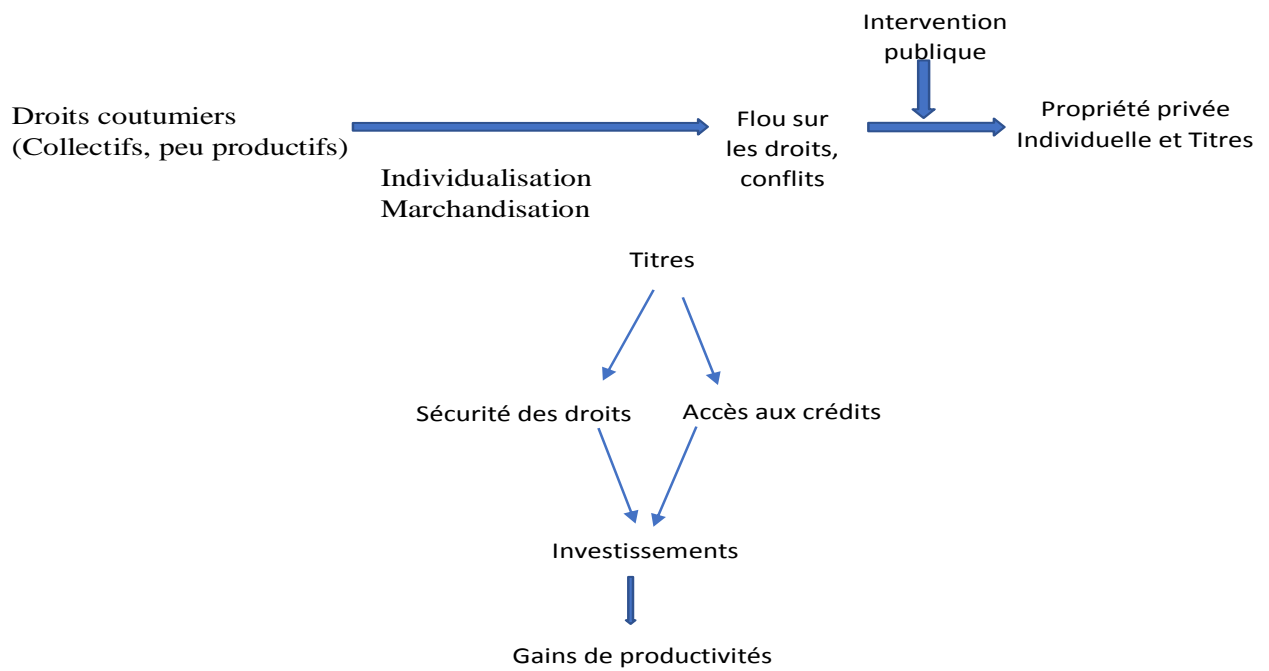 Intervention
publique
Droits coutumiers
(Collectifs, peu productifs)
Individualisation
Marchandisation
Flou sur
les droits,
conflits
Propriété privée
Individuelle et Titres
Titres
Sécurité des droits
Accès aux crédits
Investissements
Gains de productivités